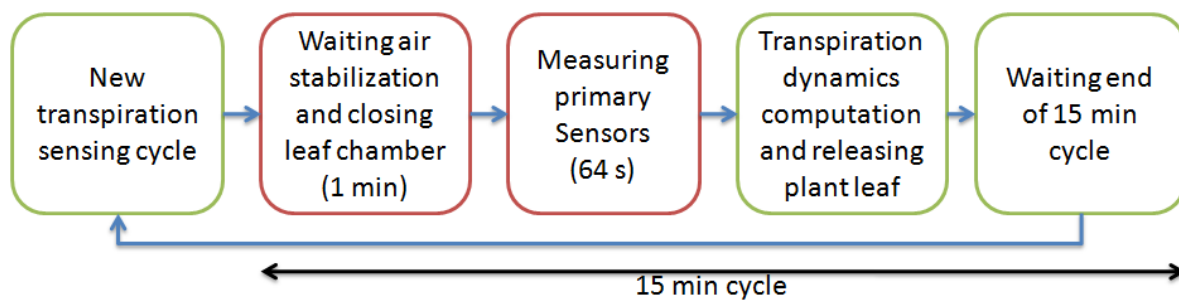 New
transpiration
sensing cycle
Waiting air
stabilization
and closing
leaf chamber
(1 min)
Measuring
primary
Sensors
(64 s)
Transpiration
dynamics
computation
and releasing
plant leaf
Waiting end
of 15 min
cycle
15 min cycle